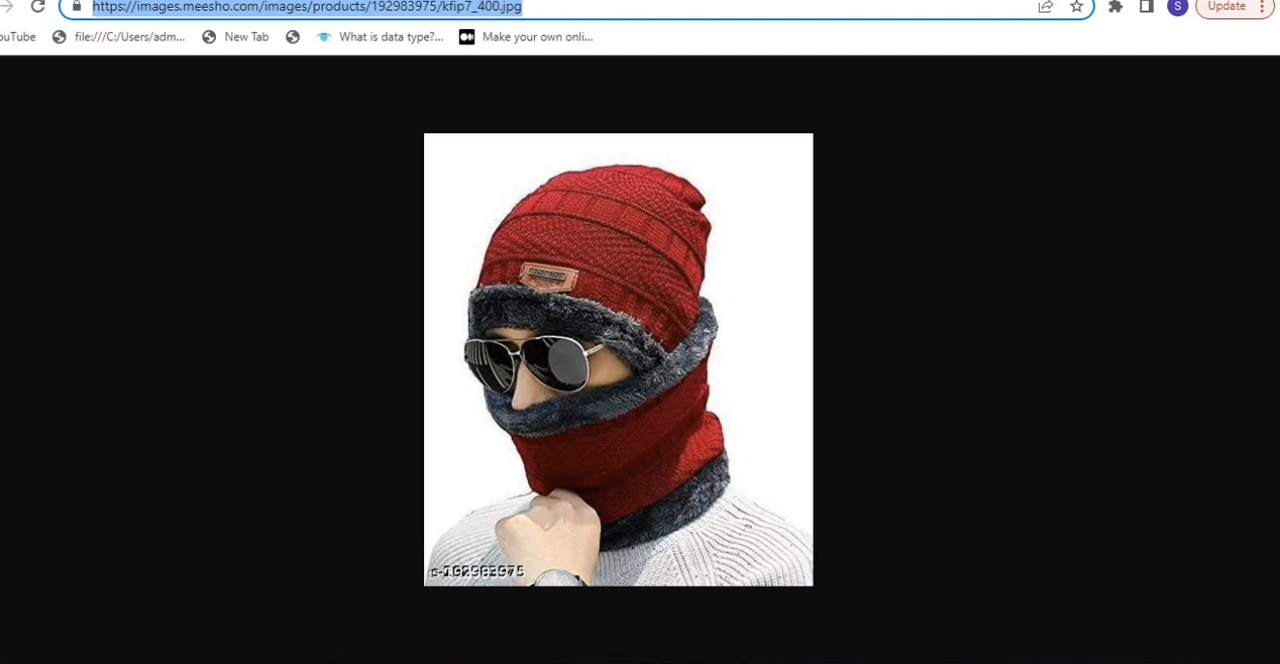 https://images.meesho.com/images/products/192983975/kfip7_400.jpg
S
Update
ouTube
file:///C:/Users/adm...
New Tab
What is data type?...
Make your own onli...
s-192983975